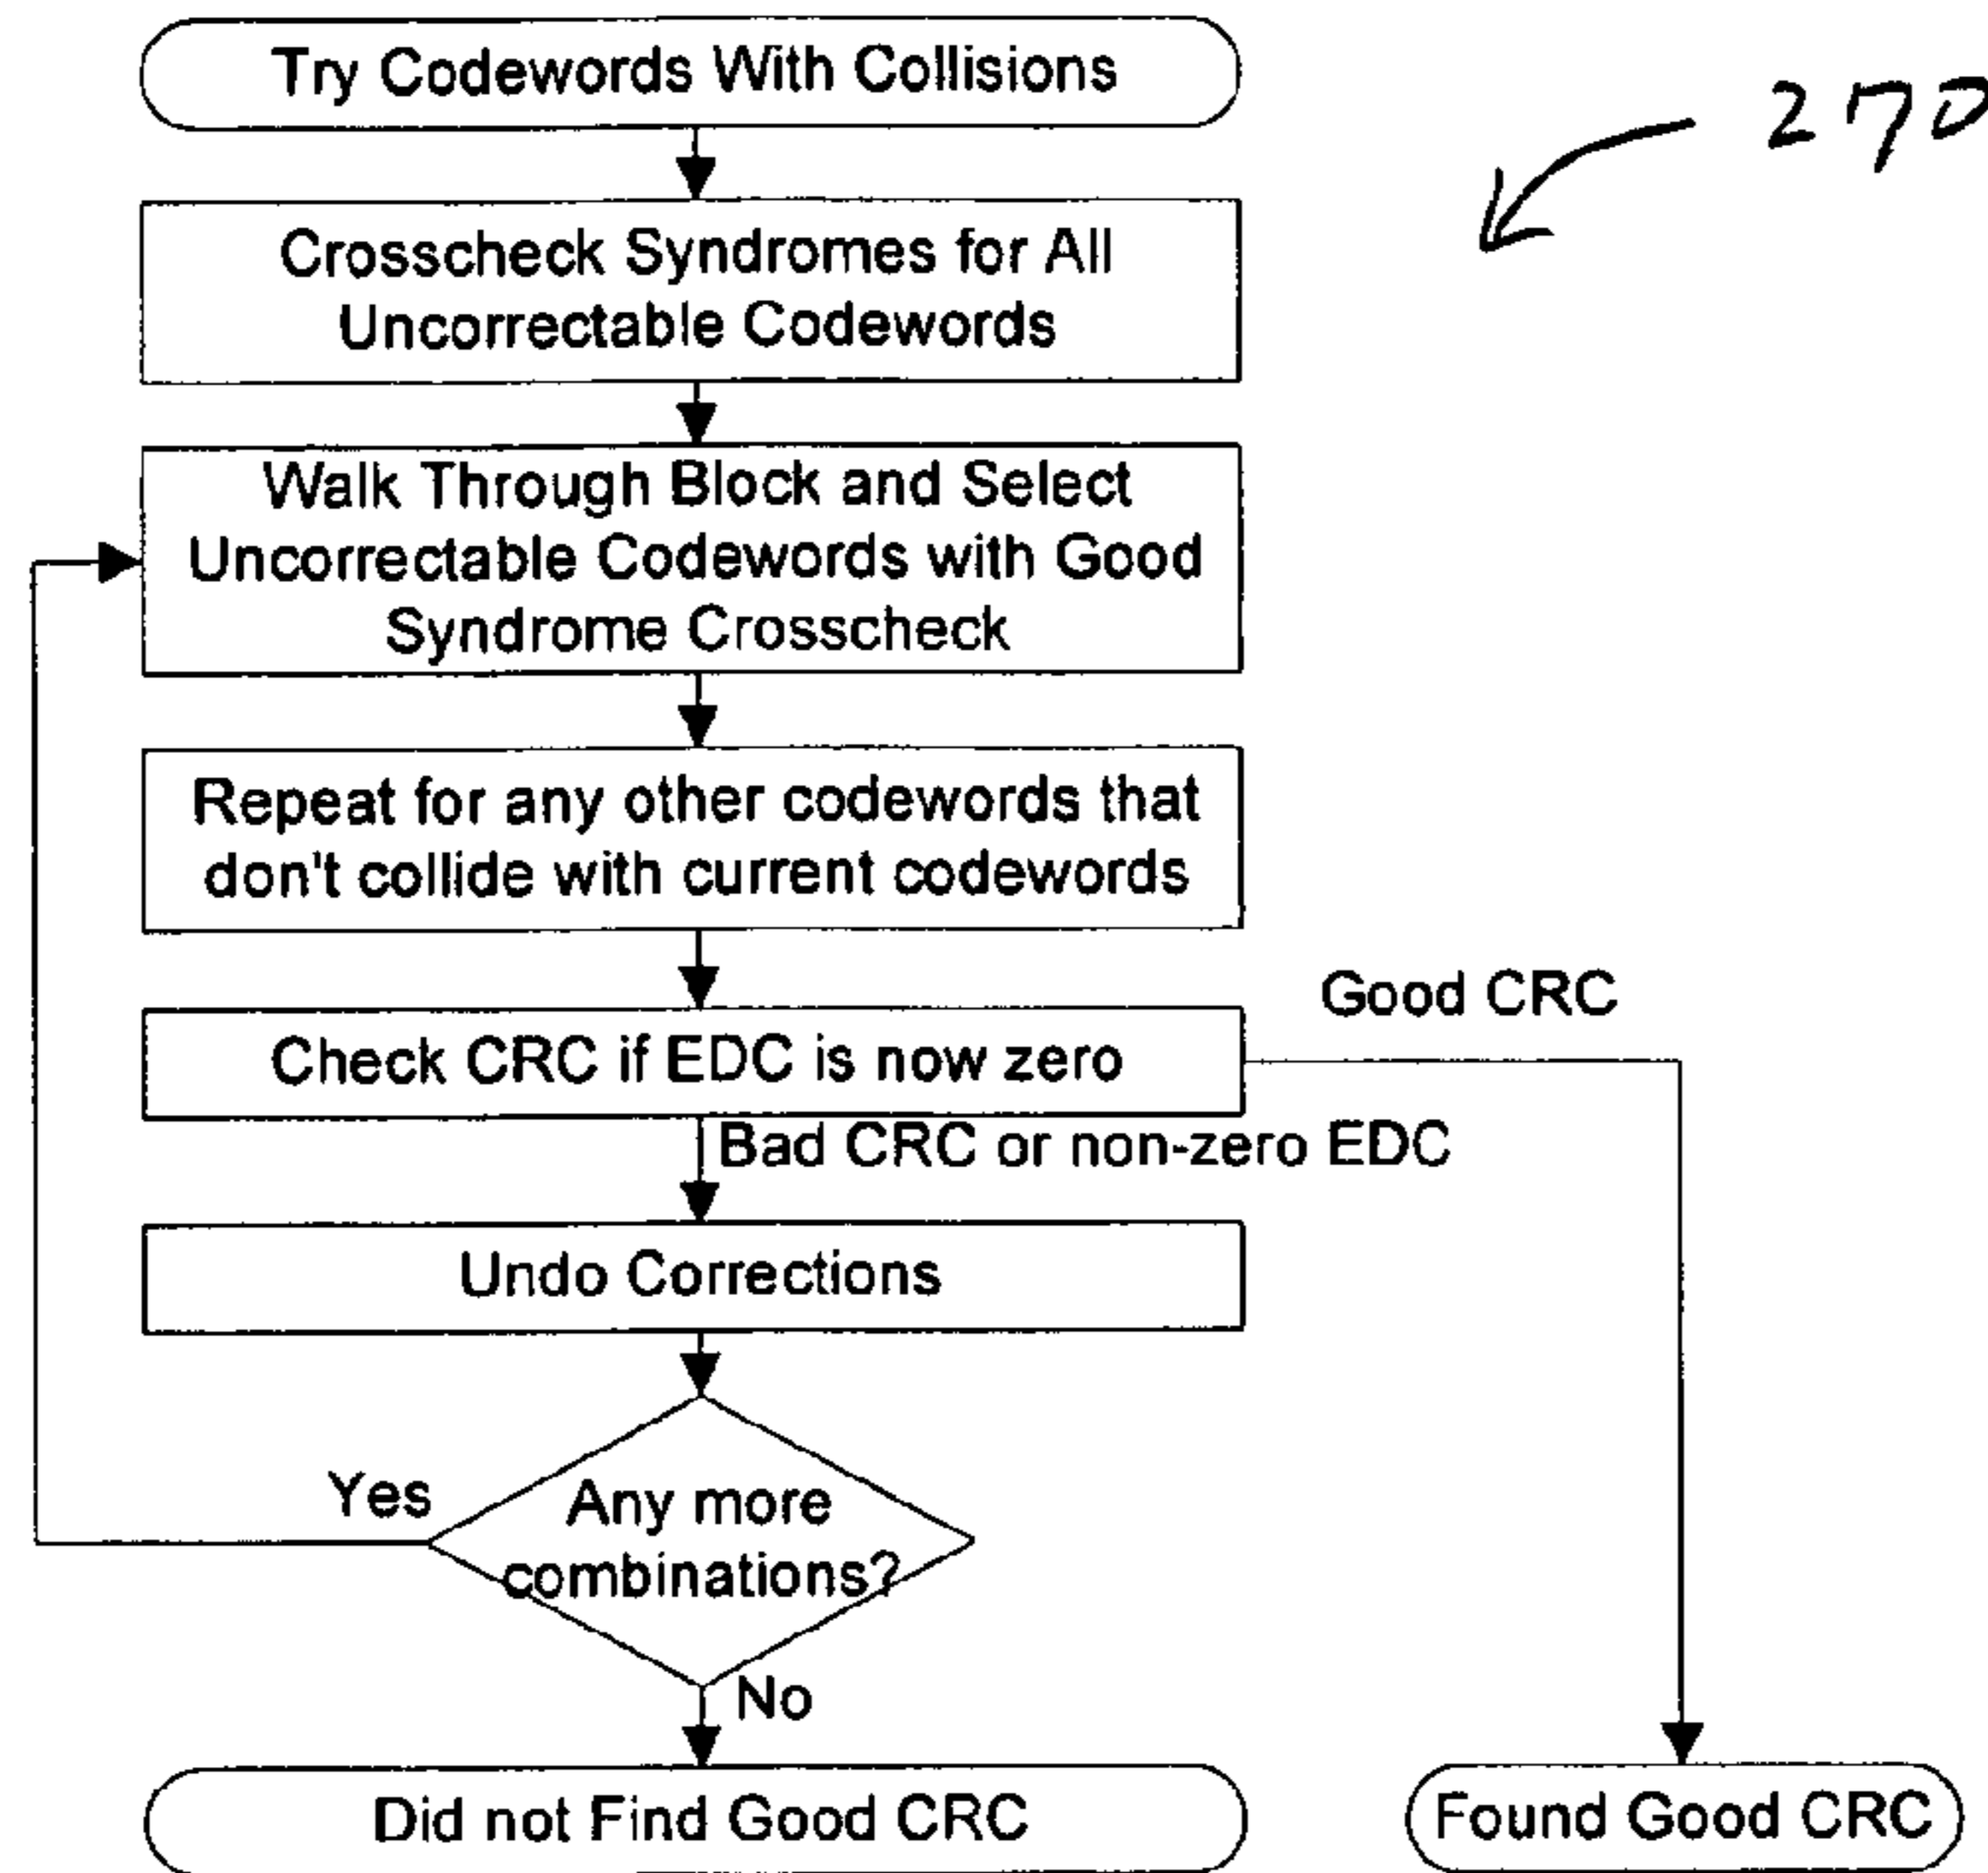 Try Codewords With Collisions
270
Crosscheck Syndromes for All
Uncorrectable Codewords
Walk Through Block and Select
Uncorrectable Codewords with Good
Syndrome Crosscheck
Repeat for any other codewords that
don't collide with current codewords
Good CRC
Check CRC if EDC is now zero
Bad CRC or non-zero EDC
Undo Corrections
Yes
Any more
combinations?
No
Did not Find Good CRC
Found Good CRC